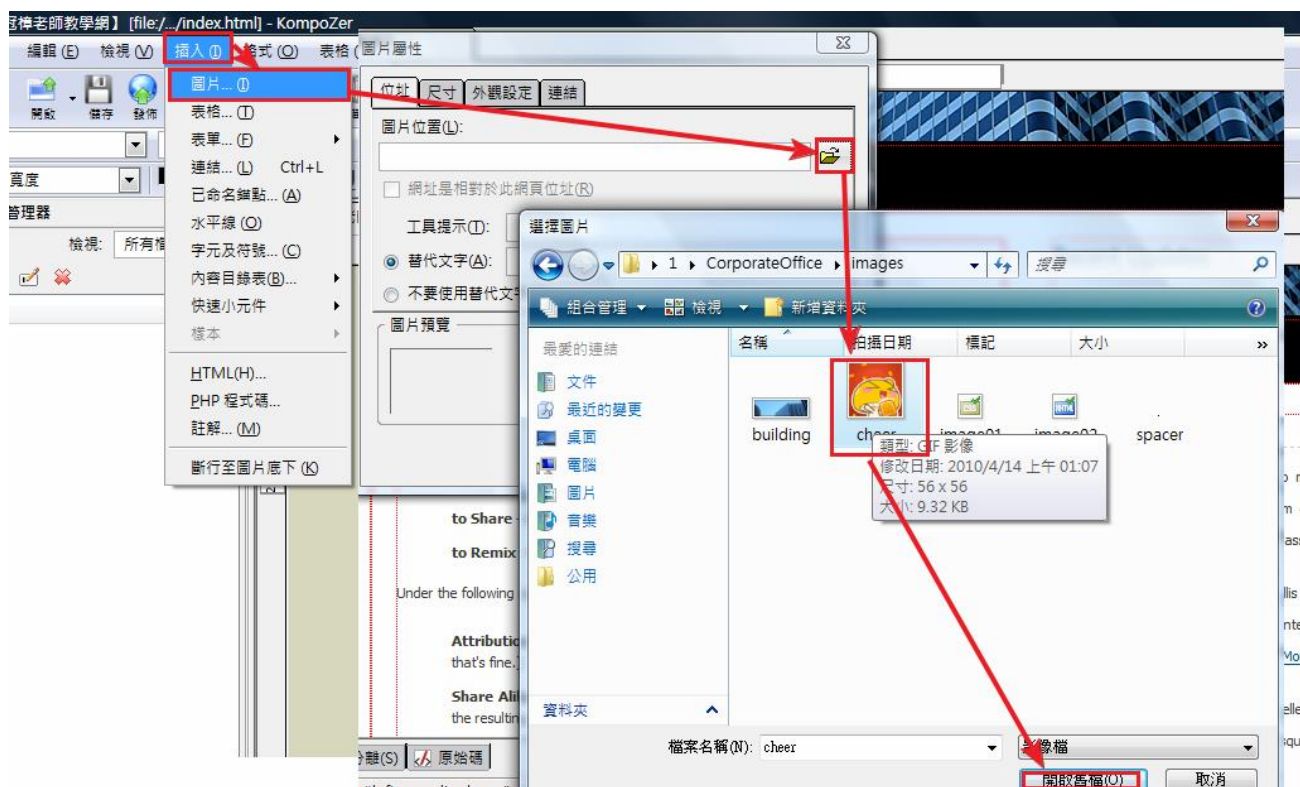 冠樟老師教學網】 [file:/.../index.html] - KompoZer
編輯(E) 檢視(V) 插入(I) 格式(O) 表格(
開啟 儲存 發佈
寬度
管理器
檢視: 所有檔
圖片...(I)
表格...(T)
表單...(F)
連結...(L) Ctrl+L
已命名錨點...(A)
水平線(O)
字元及符號...(C)
內容目錄表(B)...
快速小元件
樣本
HTML(H)...
PHP 程式碼...
註解...(M)
斷行至圖片底下(K)
圖片屬性
位址 尺寸 外觀設定 連結
圖片位置(L):
網址是相對於此網頁位址(R)
工具提示(T):
替代文字(A):
不要使用替代文字
圖片預覽
選擇圖片
1 CorporateOffice images 搜尋
組合管理 檢視 新增資料夾
最愛的連結
文件
最近的變更
桌面
電腦
圖片
音樂
搜尋
公用
資料夾
名稱 拍攝日期 標記 大小
building cheer image01 image02 spacer
類型: GIF 影像
修改日期: 2010/4/14 上午 01:07
尺寸: 56 x 56
大小: 9.32 KB
檔案名稱(N): cheer 影像檔
開啟舊檔(O) 取消
to Share
to Remix
Under the following
Attributio
that's fine.]
Share Ali
the resultin
分離(S) 原始碼